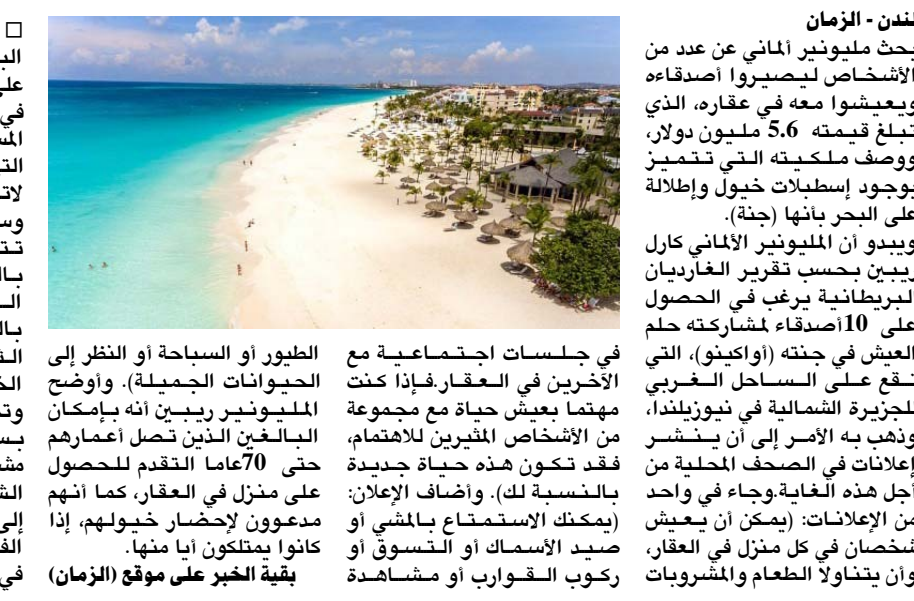 لندن - الزمان
يبحث مليونير ألماني عن عدد من
الأشخاص ليصيروا أصدقاءه
ويعيشوا معه في عقاره، الذي
تبلغ قيمته 5.6 مليون دولار،
ووصف ملكيته التي تتميز
بوجود إسطبلات خيول وإطلالة
على البحر بأنها (جنة).
ويبدو أن المليونير الألماني كارل
ريبين بحسب تقرير الغارديان
البريطانية يرغب في الحصول
على 10أصدقاء لمشاركته حلم
العيش في جنته (أواكينو)، التي
تقع على الساحل الغربي
للجزيرة الشمالية في نيوزيلندا،
وذهب به الأمر إلى أن ينشر
إعلانات في الصحف المحلية من
أجل هذه الغاية.وجاء في واحد
من الإعلانات: (يمكن أن يعيش
شخصان في كل منزل في العقار،
وأن يتناولا الطعام والمشروبات
في جلسات اجتماعية مع
الآخرين في العقار.فإذا كنت
مهتما بعيش حياة مع مجموعة
من الأشخاص المثيرين للاهتمام،
فقد تكون هذه حياة جديدة
بالنسبة لك). وأضاف الإعلان:
(يمكنك الاستمتاع بالمشي أو
صيد الأسماك أو التسوق أو
ركوب القوارب أو مشاهدة
الطيور أو السباحة أو النظر إلى
الحيوانات الجميلة). وأوضح
المليونير ريبين أنه بإمكان
البالغين الذين تصل أعمارهم
حتى 70عاما التقدم للحصول
على منزل في العقار، كما أنهم
مدعوون لإحضار خيولهم، إذا
كانوا يمتلكون أيا منها.
بقية الخبر على موقع (الزمان)